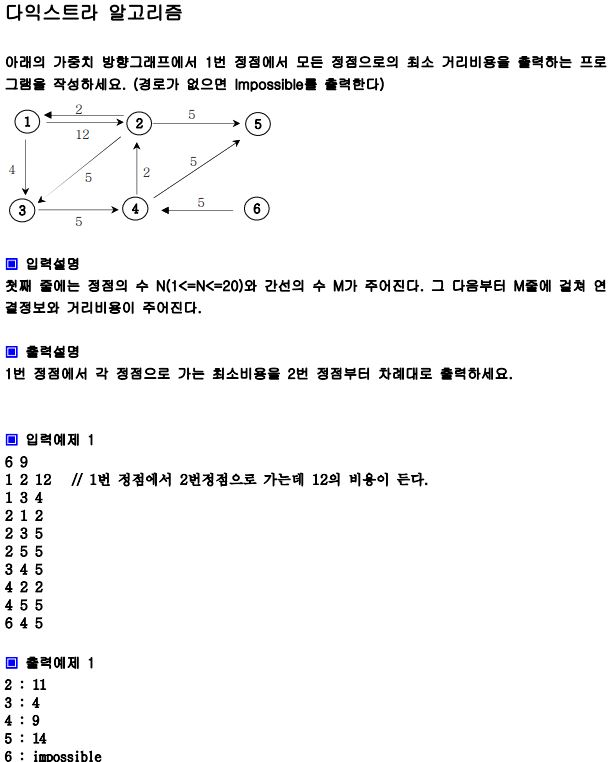 다익스트라 알고리즘
아래의 가중치 방향그래프에서 1번 정점에서 모든 정점으로의 최소 거리비용을 출력하는 프로
그램을 작성하세요. (경로가 없으면 Impossible를 출력한다)
2
5
1
2
5
12
4
5
2
5
3
4
6
5
5
▣ 입력설명
첫째 줄에는 정점의 수 N(1<=N<=20)와 간선의 수 M가 주어진다. 그 다음부터 M줄에 걸쳐 연
결정보와 거리비용이 주어진다.
▣ 출력설명
1번 정점에서 각 정점으로 가는 최소비용을 2번 정점부터 차례대로 출력하세요.
▣ 입력예제 1
6 9
1 2 12 // 1번 정점에서 2번정점으로 가는데 12의 비용이 든다.
1 3 4
2 1 2
2 3 5
2 5 5
3 4 5
4 2 2
4 5 5
6 4 5
▣ 출력예제 1
2 : 11
3 : 4
4 : 9
5 : 14
6 : impossible